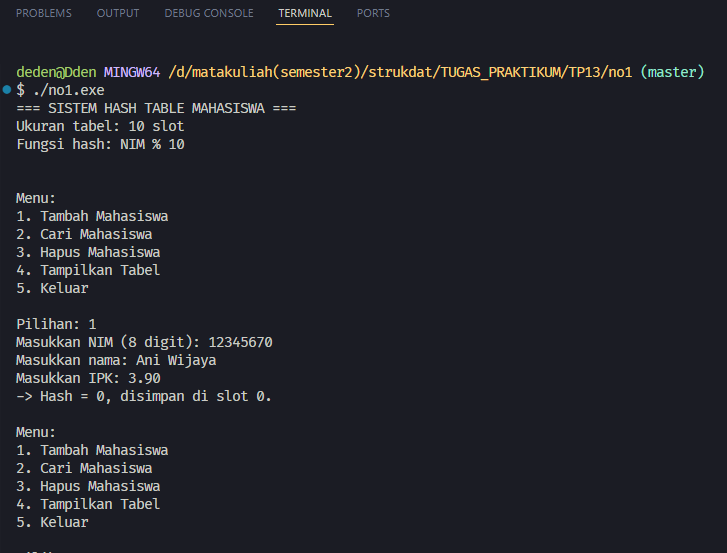 PROBLEMS OUTPUT DEBUG CONSOLE TERMINAL PORTS
deden@Dden MINGW64 /d/matakuliah(semester2)/strukdat/TUGAS_PRAKTIKUM/TP13/no1 (master)
$ ./no1.exe
=== SISTEM HASH TABLE MAHASISWA ===
Ukuran tabel: 10 slot
Fungsi hash: NIM % 10
Menu:
1. Tambah Mahasiswa
2. Cari Mahasiswa
3. Hapus Mahasiswa
4. Tampilkan Tabel
5. Keluar
Pilihan: 1
Masukkan NIM (8 digit): 12345670
Masukkan nama: Ani Wijaya
Masukkan IPK: 3.90
-> Hash = 0, disimpan di slot 0.
Menu:
1. Tambah Mahasiswa
2. Cari Mahasiswa
3. Hapus Mahasiswa
4. Tampilkan Tabel
5. Keluar